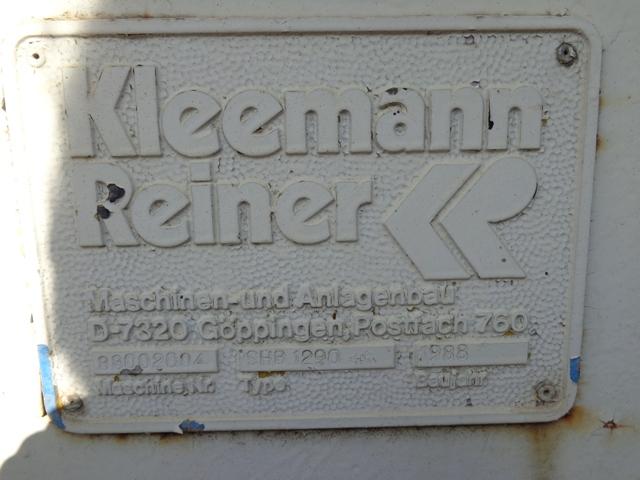 Kleemann
Reiner
Maschinen-und Anlagenbau
D-7320 Göppingen, Postfach 760
88002004 SHB 1290 1988
Maschine, Nr. Type Baujahr